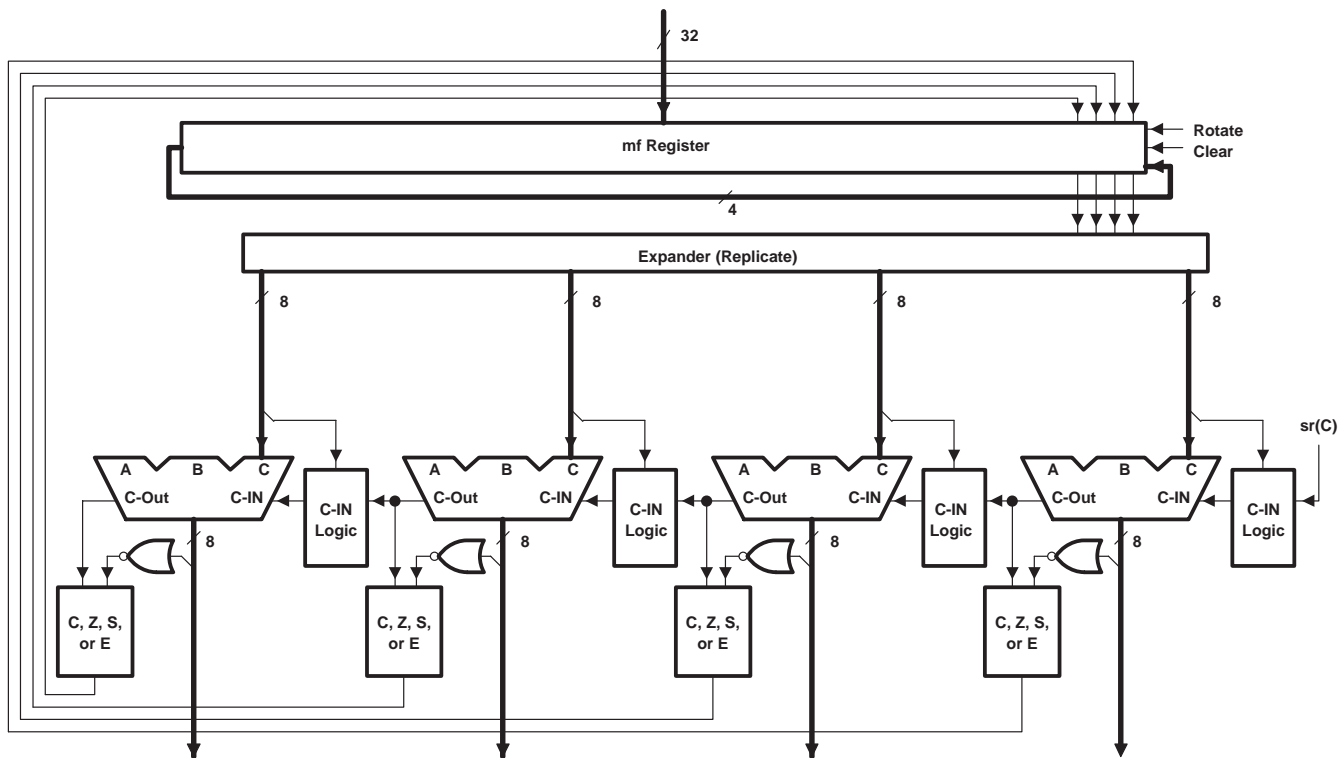 32
Rotate
mf Register
Clear
4
Expander (Replicate)
8
8
8
8
sr(C)
A
B
C
A
B
C
A
B
C
A
B
C
C-Out
C-IN
C-IN
Logic
C-Out
C-IN
C-IN
Logic
C-Out
C-IN
C-IN
Logic
C-Out
C-IN
C-IN
Logic
8
8
8
8
C, Z, S,
or E
C, Z, S,
or E
C, Z, S,
or E
C, Z, S,
or E